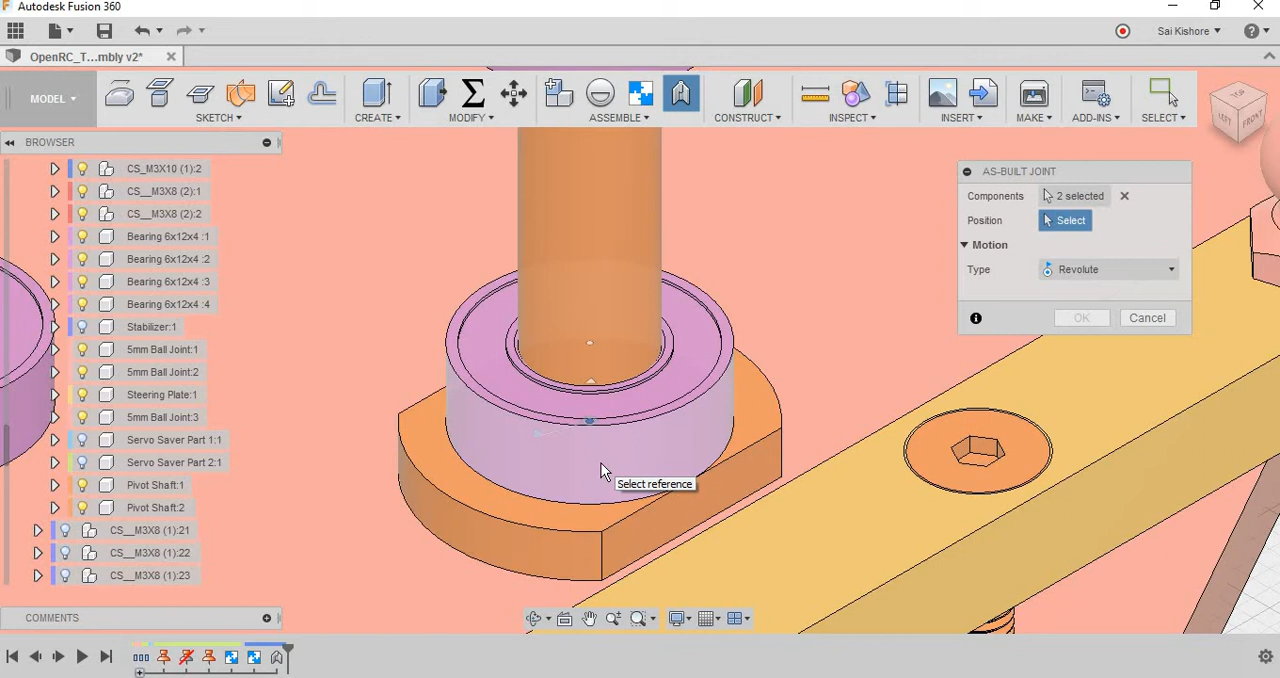 Autodesk Fusion 360
Sai Kishore
OpenRC_T...mbly v2*
MODEL
SKETCH
CREATE
MODIFY
ASSEMBLE
CONSTRUCT
INSPECT
INSERT
MAKE
ADD-INS
SELECT
TOP
LEFT
FRONT
BROWSER
CS_M3X10 (1):2
CS__M3X8 (2):1
CS__M3X8 (2):2
Bearing 6x12x4 :1
Bearing 6x12x4 :2
Bearing 6x12x4 :3
Bearing 6x12x4 :4
Stabilizer:1
5mm Ball Joint:1
5mm Ball Joint:2
Steering Plate:1
5mm Ball Joint:3
Servo Saver Part 1:1
Servo Saver Part 2:1
Pivot Shaft:1
Pivot Shaft:2
CS__M3X8 (1):21
CS__M3X8 (1):22
CS__M3X8 (1):23
AS-BUILT JOINT
Components 2 selected
Position Select
Motion
Type Revolute
OK Cancel
Select reference
COMMENTS